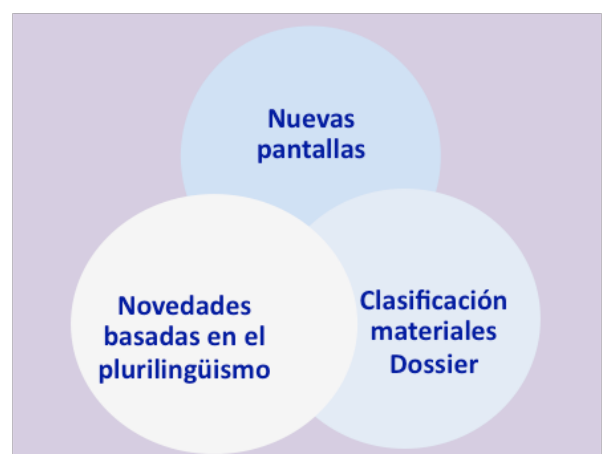 Nuevas
pantallas
Novedades
basadas en el
plurilingüismo
Clasificación
materiales
Dossier